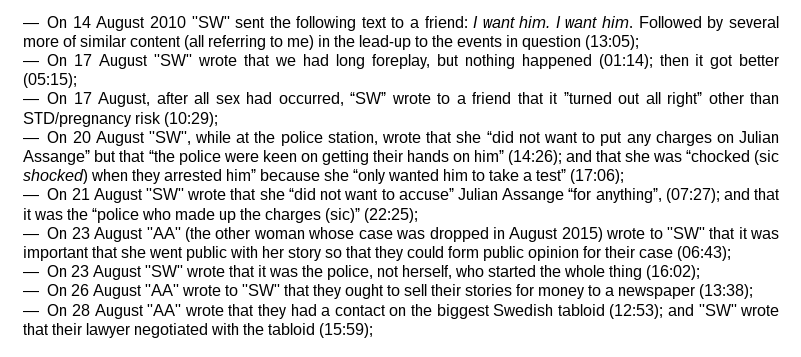 — On 14 August 2010 "SW" sent the following text to a friend: I want him. I want him. Followed by several
more of similar content (all referring to me) in the lead-up to the events in question (13:05);
— On 17 August "SW" wrote that we had long foreplay, but nothing happened (01:14); then it got better
(05:15);
— On 17 August, after all sex had occurred, “SW” wrote to a friend that it ”turned out all right” other than
STD/pregnancy risk (10:29);
— On 20 August "SW", while at the police station, wrote that she “did not want to put any charges on Julian
Assange” but that “the police were keen on getting their hands on him” (14:26); and that she was “chocked (sic
shocked) when they arrested him” because she “only wanted him to take a test” (17:06);
— On 21 August "SW" wrote that she “did not want to accuse” Julian Assange “for anything”, (07:27); and that
it was the “police who made up the charges (sic)” (22:25);
— On 23 August "AA" (the other woman whose case was dropped in August 2015) wrote to "SW" that it was
important that she went public with her story so that they could form public opinion for their case (06:43);
— On 23 August "SW" wrote that it was the police, not herself, who started the whole thing (16:02);
— On 26 August "AA" wrote to "SW" that they ought to sell their stories for money to a newspaper (13:38);
— On 28 August "AA" wrote that they had a contact on the biggest Swedish tabloid (12:53); and "SW" wrote
that their lawyer negotiated with the tabloid (15:59);